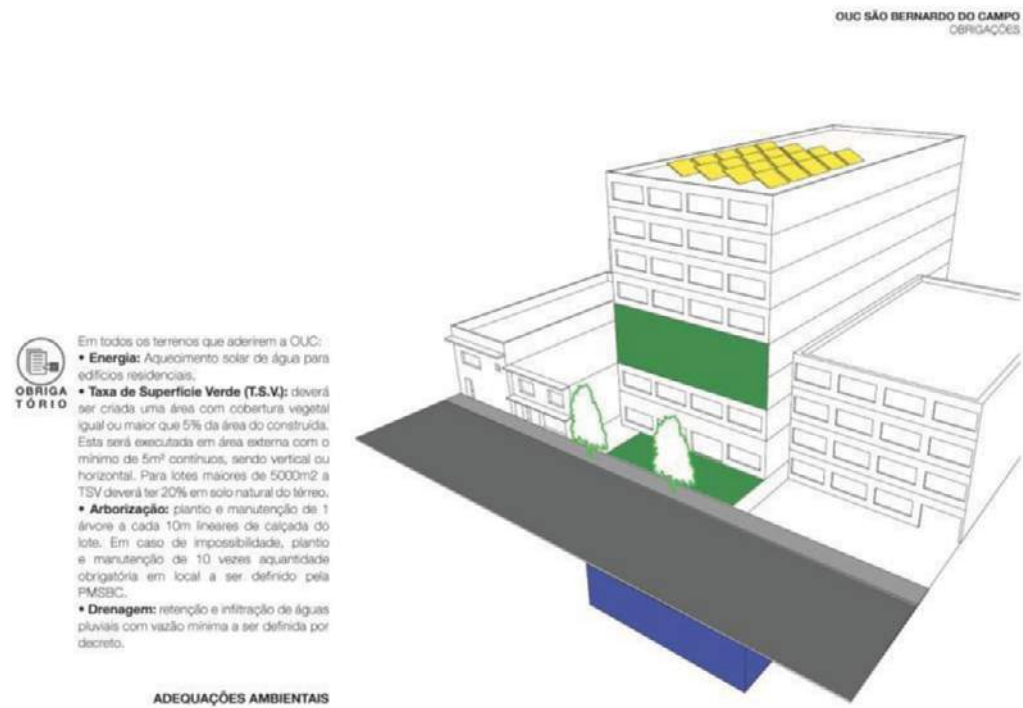 OUC SÃO BERNARDO DO CAMPO
OBRIGAÇÕES
OBRIGA
TÓRIO
Em todos os terrenos que aderirem a OUC:
• Energia: Aquecimento solar de água para
edifícios residenciais.
• Taxa de Superfície Verde (T.S.V.): deverá
ser criada uma área com cobertura vegetal
igual ou maior que 5% da área do construída.
Esta será executada em área externa com o
mínimo de 5m² contínuos, sendo vertical ou
horizontal. Para lotes maiores de 5000m2 a
TSV deverá ter 20% em solo natural do térreo.
• Arborização: plantio e manutenção de 1
árvore a cada 10m lineares de calçada do
lote. Em caso de impossibilidade, plantio
e manutenção de 10 vezes aquantidade
obrigatória em local a ser definido pela
PMSBC.
• Drenagem: retenção e infiltração de águas
pluviais com vazão mínima a ser definida por
decreto.
ADEQUAÇÕES AMBIENTAIS